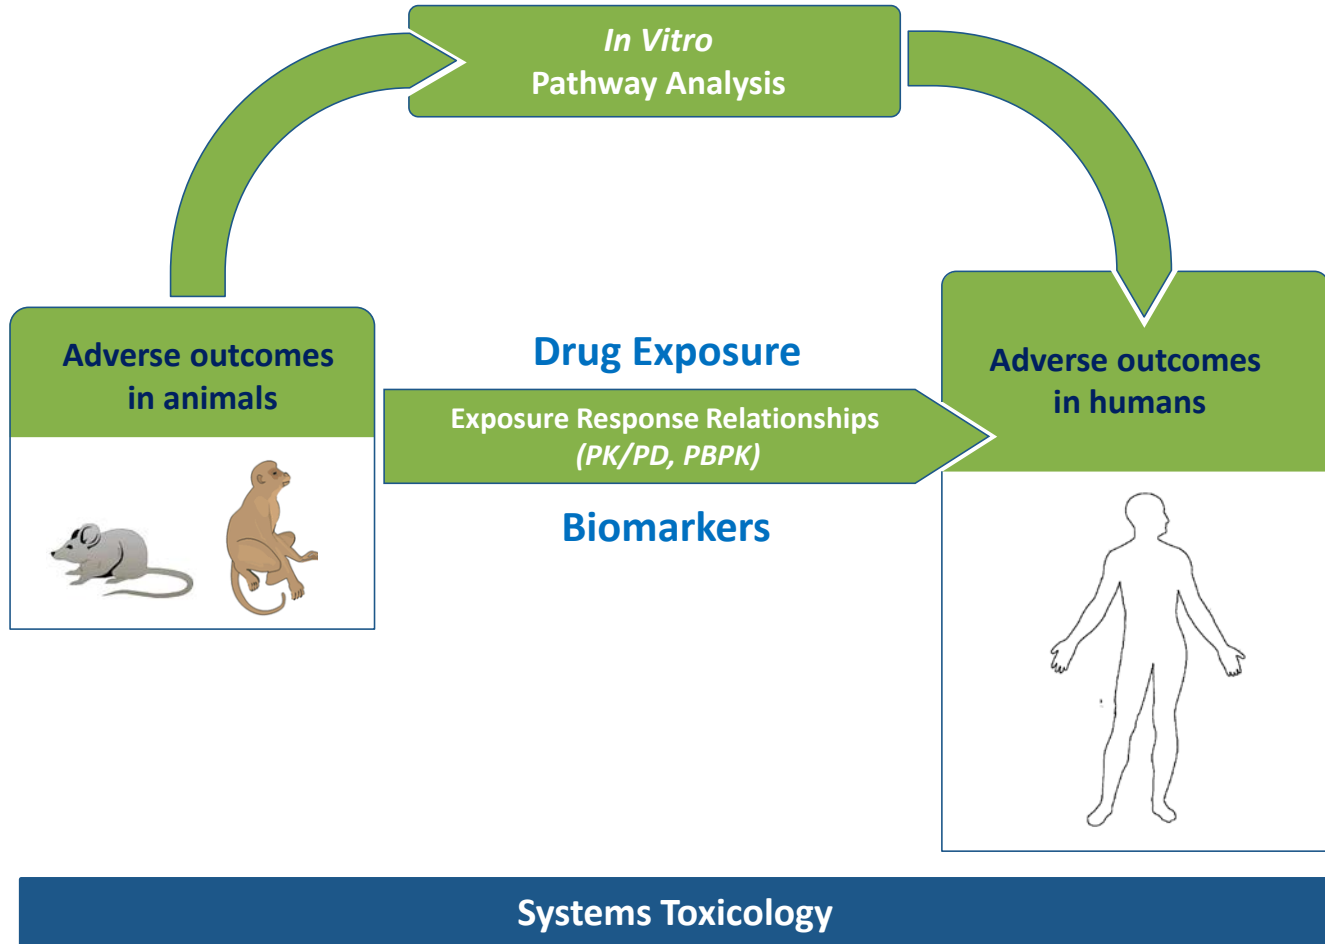 In Vitro
Pathway Analysis
Adverse outcomes
in animals
Drug Exposure
Exposure Response Relationships
(PK/PD, PBPK)
Biomarkers
Adverse outcomes
in humans
Systems Toxicology